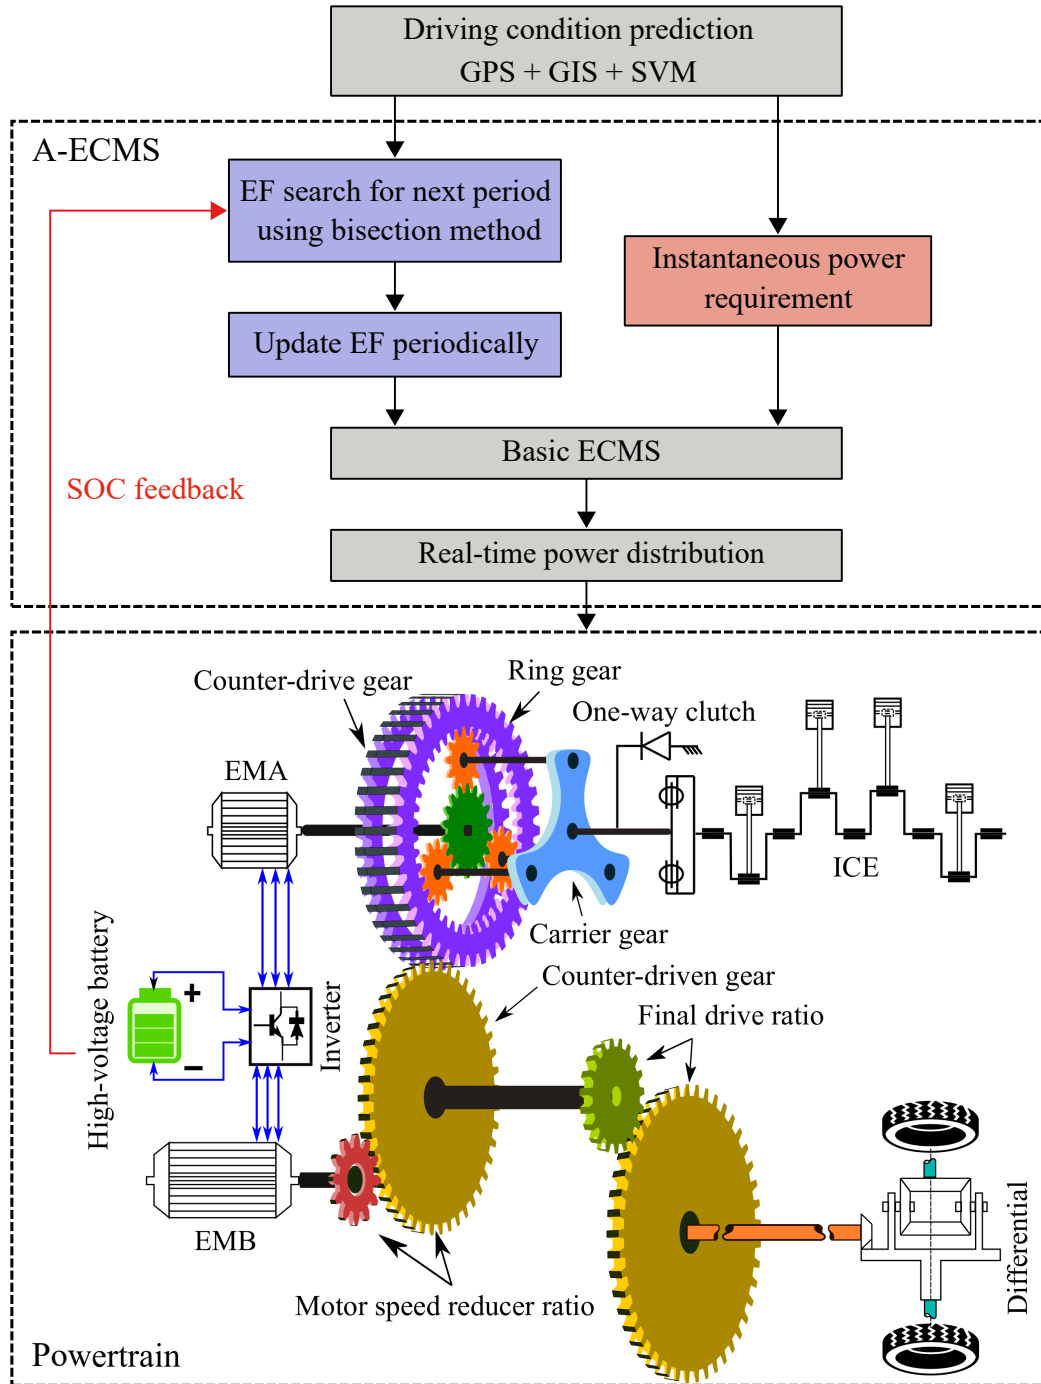 Driving condition prediction
GPS + GIS + SVM
A-ECMS
EF search for next period
using bisection method
Instantaneous power
requirement
Update EF periodically
Basic ECMS
SOC feedback
Real-time power distribution
Ring gear
Counter-drive gear
One-way clutch
EMA
ICE
Carrier gear
Counter-driven gear
Final drive ratio
High-voltage battery
+
−
Inverter
EMB
Motor speed reducer ratio
Differential
Powertrain